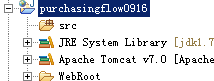 purchasingflow0916
src
JRE System Library [jdk1.7
Apache Tomcat v7.0 [Apache
WebRoot